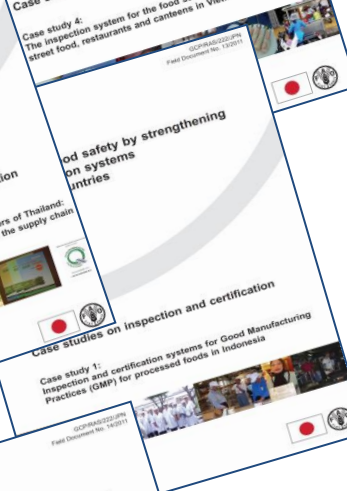 Case
Case study 4:
The inspection system for the food
street food, restaurants and canteens in Viet
GCP/RAS/222/JPN
Field Document No. 13/2011
od safety by strengthening
on systems
untries
ion
rs of Thailand:
the supply chain
Case studies on inspection and certification
Case study 1:
Inspection and certification systems for Good Manufacturing
Practices (GMP) for processed foods in Indonesia
GCP/RAS/222/JPN
Field Document No. 14/2011